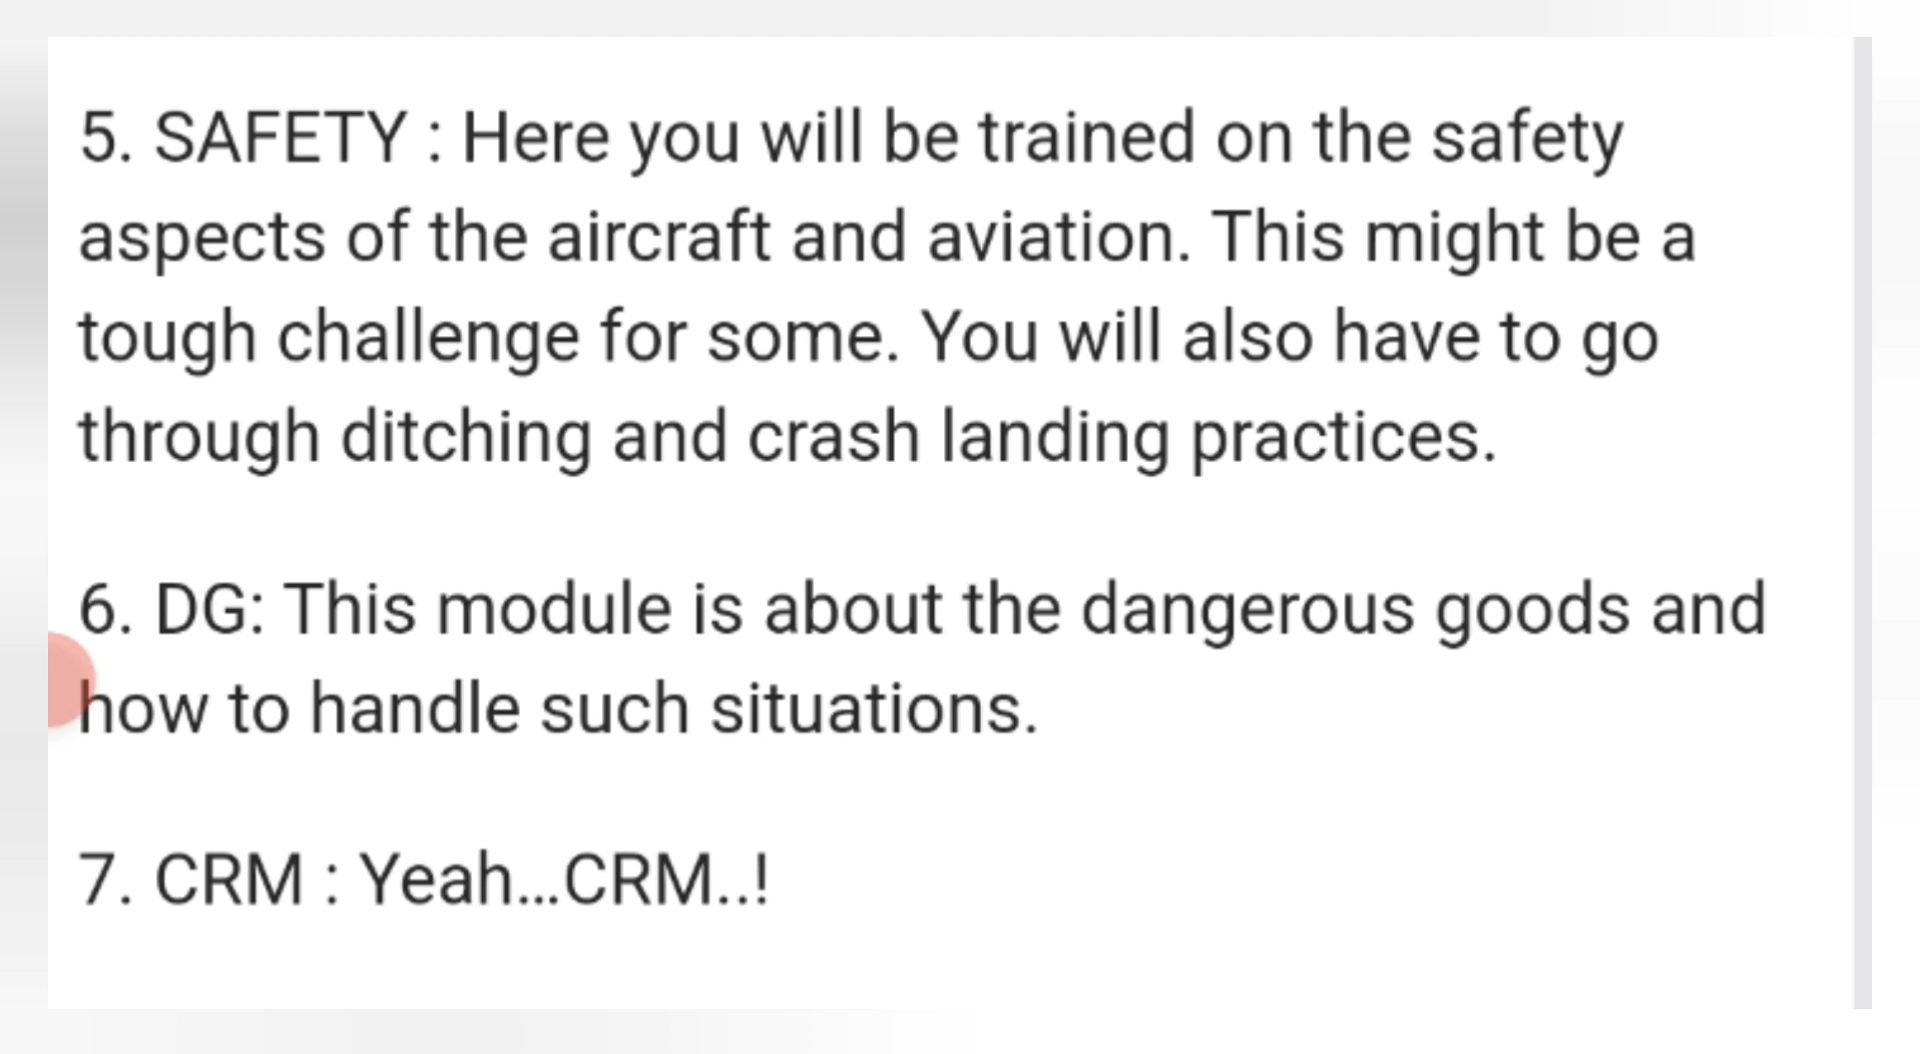 5. SAFETY : Here you will be trained on the safety
aspects of the aircraft and aviation. This might be a
tough challenge for some. You will also have to go
through ditching and crash landing practices.
6. DG: This module is about the dangerous goods and
how to handle such situations.
7. CRM : Yeah...CRM..!